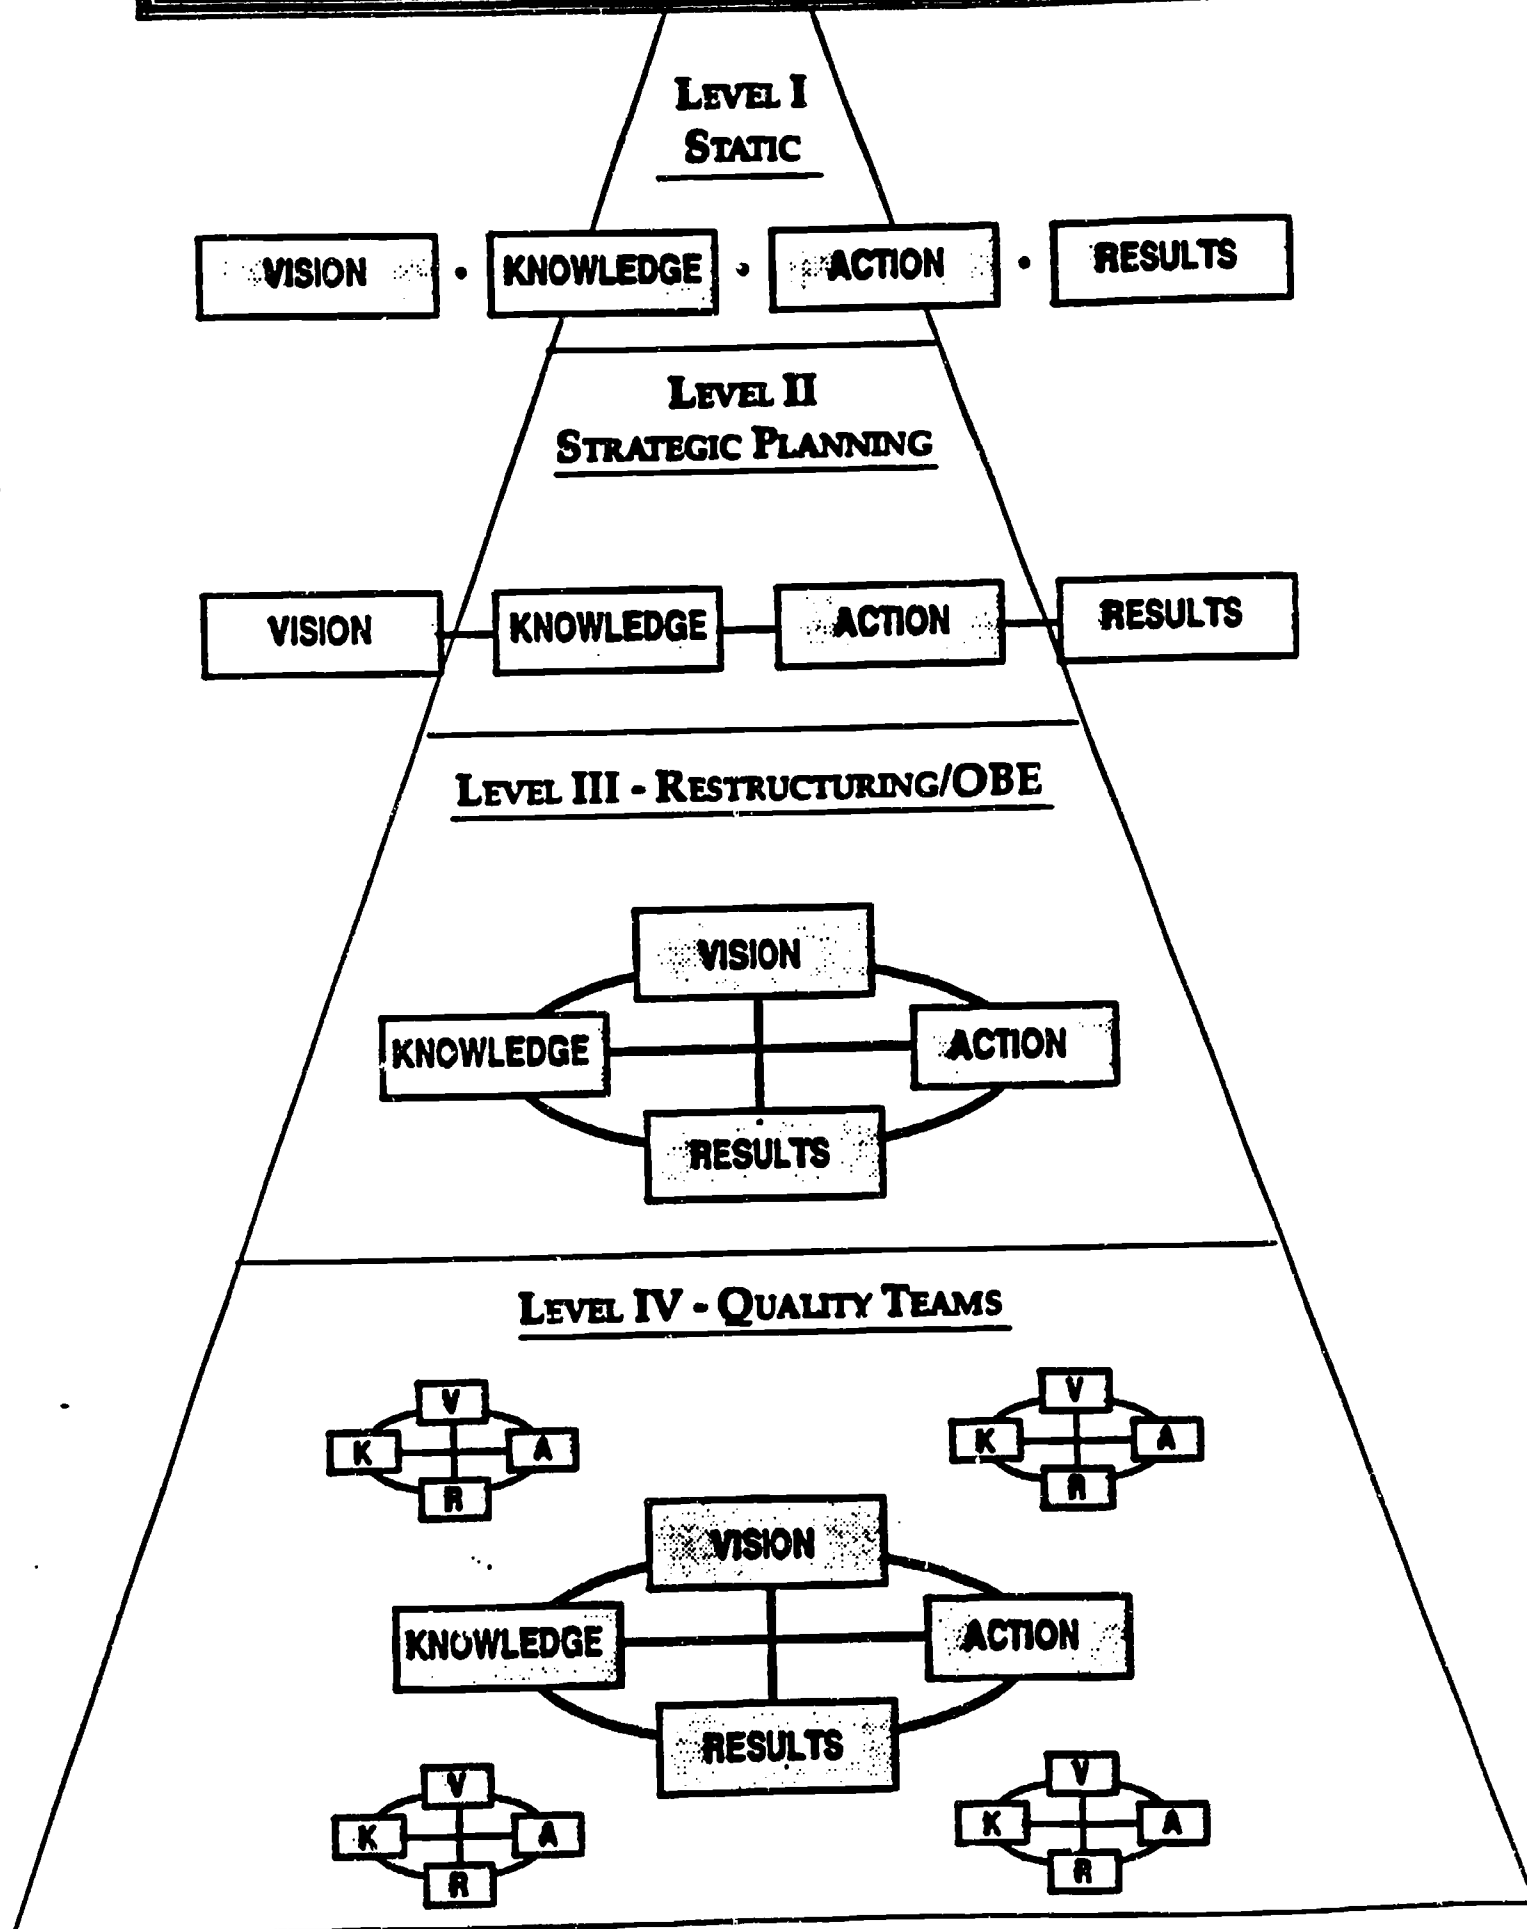 LEVEL I
STATIC
VISION • KNOWLEDGE • ACTION • RESULTS
LEVEL II
STRATEGIC PLANNING
VISION KNOWLEDGE ACTION RESULTS
LEVEL III - RESTRUCTURING/OBE
VISION
KNOWLEDGE ACTION
RESULTS
LEVEL IV - QUALITY TEAMS
V V
K A K A
R R
VISION
KNOWLEDGE ACTION
RESULTS
V V
K A K A
R R